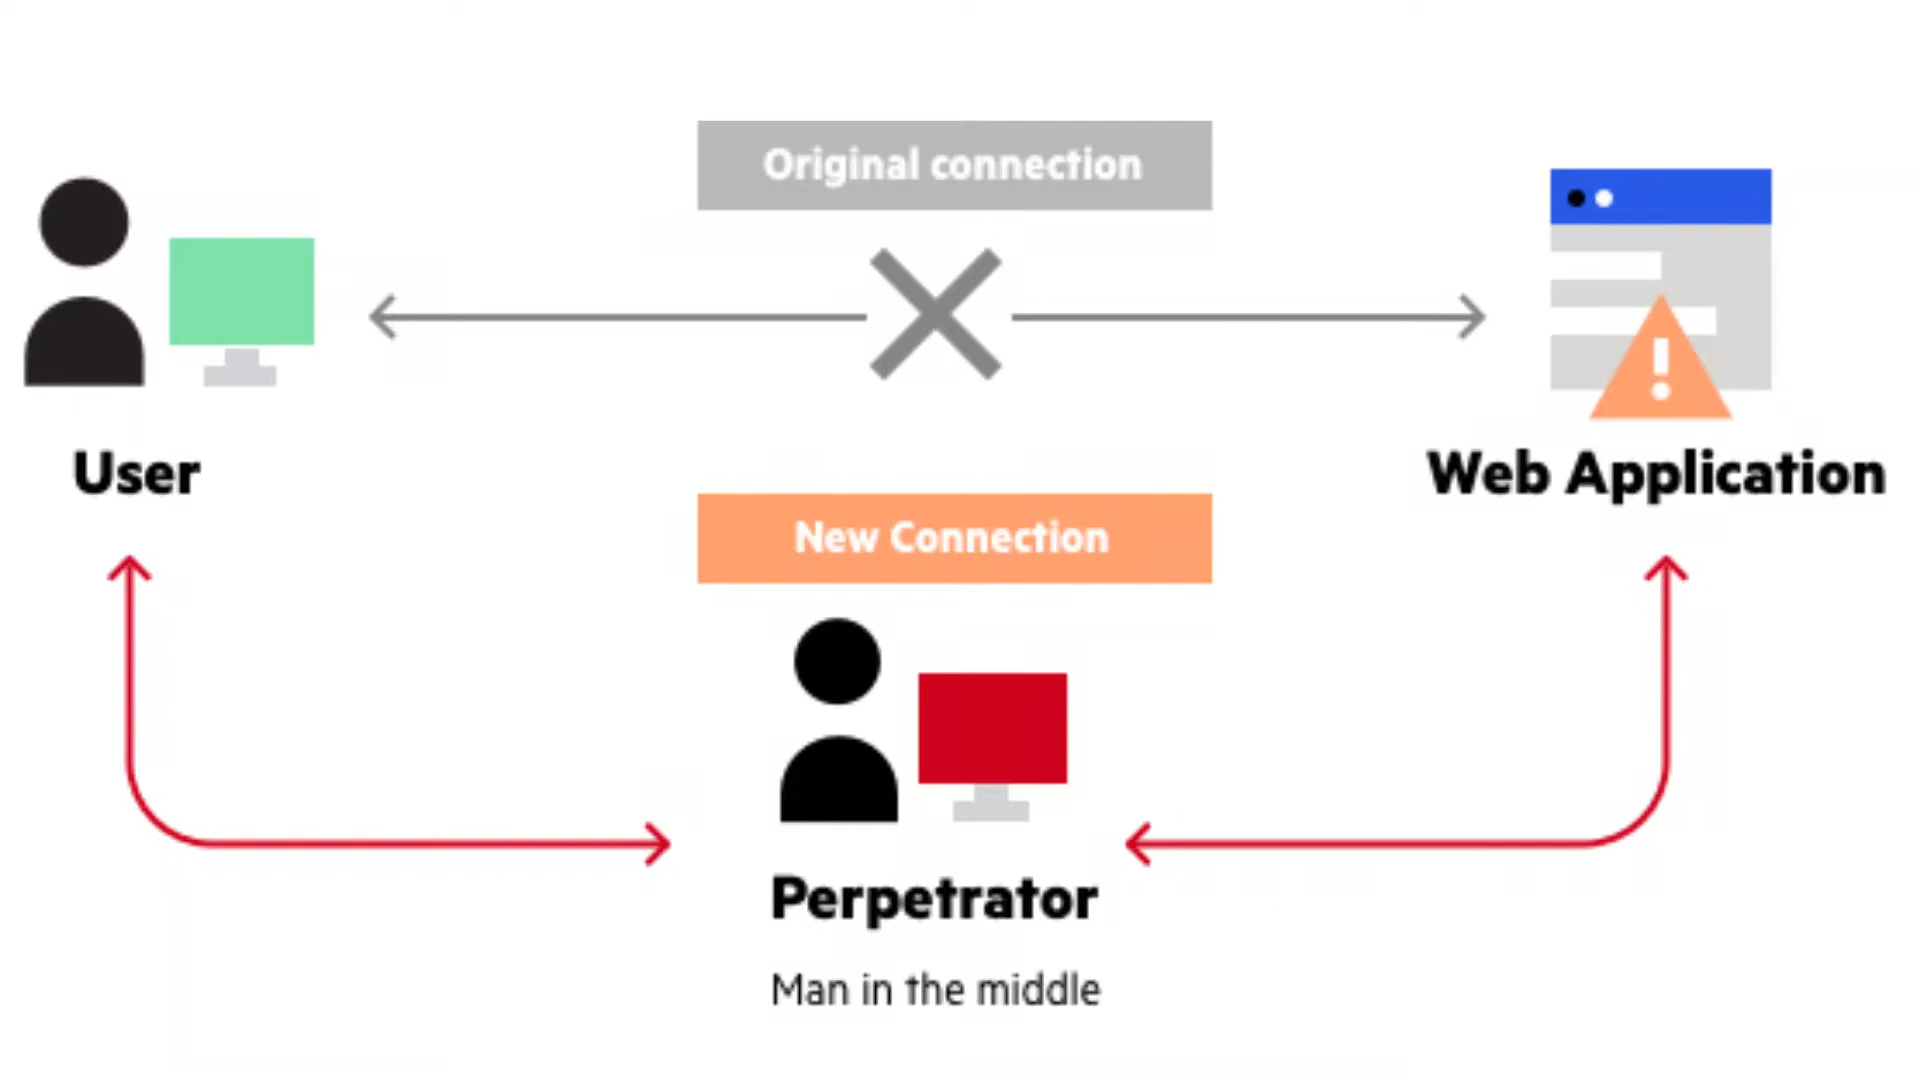 Original connection
User
Web Application
New Connection
Perpetrator
Man in the middle